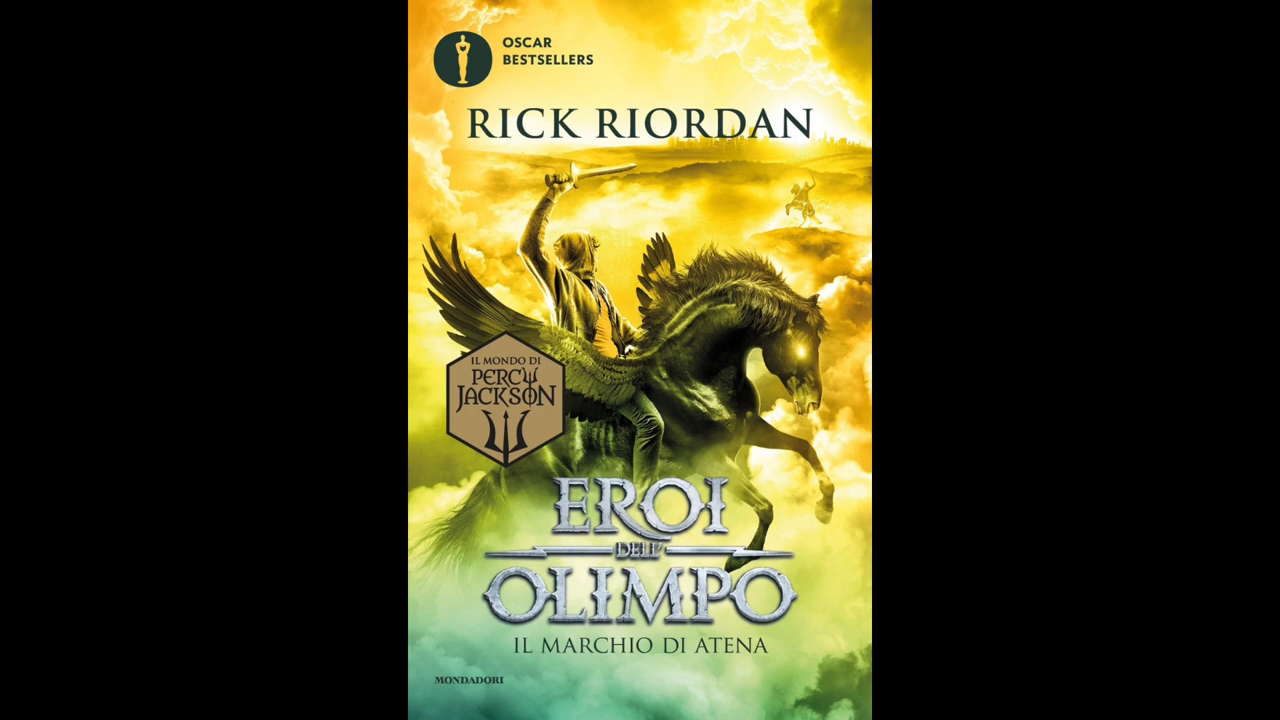 OSCAR
BESTSELLERS
RICK RIORDAN
IL MONDO DI
PERCY
JACKSON
EROI
DELL'
OLIMPO
IL MARCHIO DI ATENA
MONDADORI